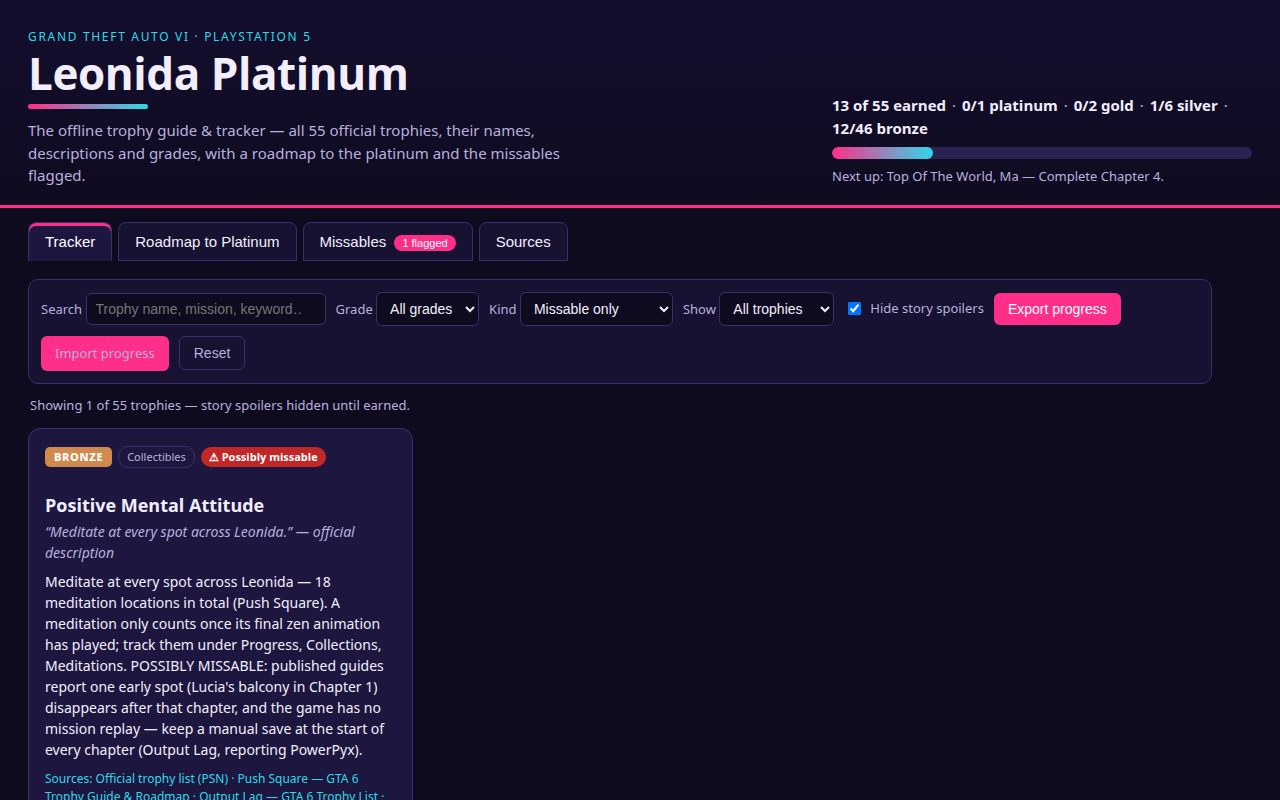 GRAND THEFT AUTO VI · PLAYSTATION 5
Leonida Platinum
The offline trophy guide & tracker — all 55 official trophies, their names,
descriptions and grades, with a roadmap to the platinum and the missables
flagged.
13 of 55 earned · 0/1 platinum · 0/2 gold · 1/6 silver ·
12/46 bronze
Next up: Top Of The World, Ma — Complete Chapter 4.
Tracker
Roadmap to Platinum
Missables 1 flagged
Sources
Search Trophy name, mission, keyword.. Grade All grades Kind Missable only Show All trophies Hide story spoilers Export progress
Import progress Reset
Showing 1 of 55 trophies — story spoilers hidden until earned.
BRONZE Collectibles ⚠ Possibly missable
Positive Mental Attitude
“Meditate at every spot across Leonida.” — official
description
Meditate at every spot across Leonida — 18
meditation locations in total (Push Square). A
meditation only counts once its final zen animation
has played; track them under Progress, Collections,
Meditations. POSSIBLY MISSABLE: published guides
report one early spot (Lucia's balcony in Chapter 1)
disappears after that chapter, and the game has no
mission replay — keep a manual save at the start of
every chapter (Output Lag, reporting PowerPyx).
Sources: Official trophy list (PSN) · Push Square — GTA 6
Trophy Guide & Roadmap · Output Lag — GTA 6 Trophy List ·